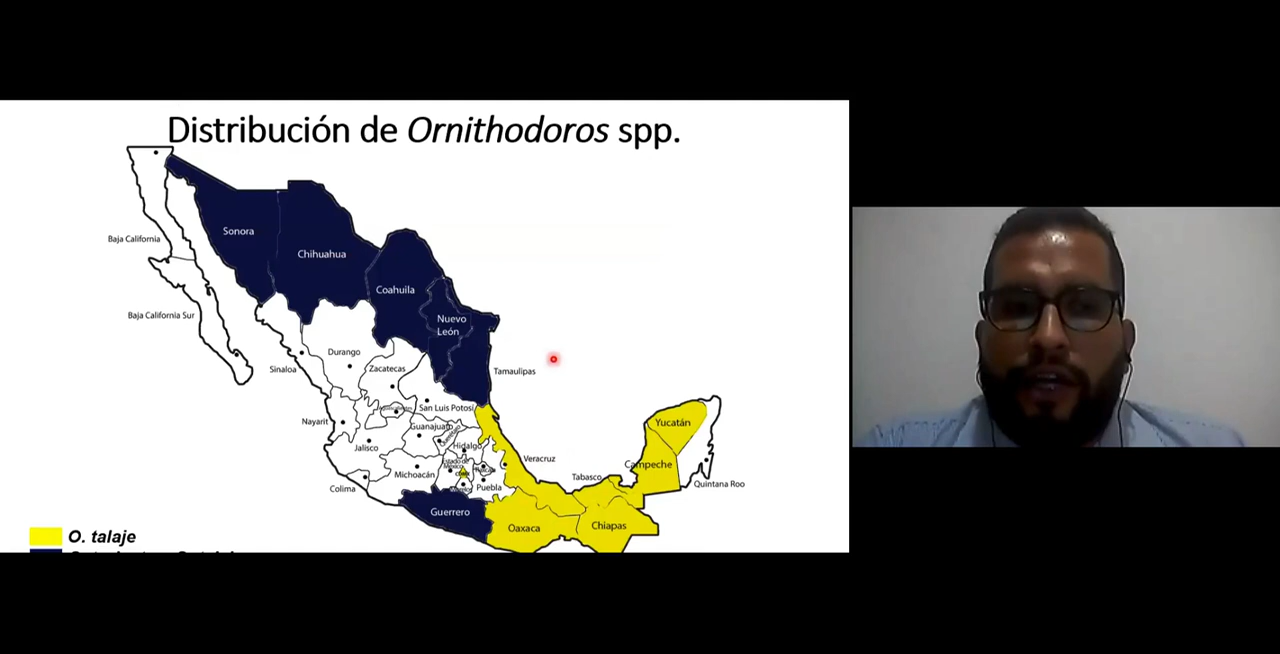 Distribución de Ornithodoros spp.
Sonora
Baja California
Chihuahua
Coahuila
Baja California Sur
Nuevo
León
Durango
Sinaloa
Zacatecas
Tamaulipas
San Luis Potosí
Nayarit
Guanajuato
Yucatán
Jalisco
Hidalgo
Veracruz
Campeche
Michoacán
Tabasco
Colima
Puebla
Quintana Roo
Guerrero
Oaxaca
Chiapas
O. talaje